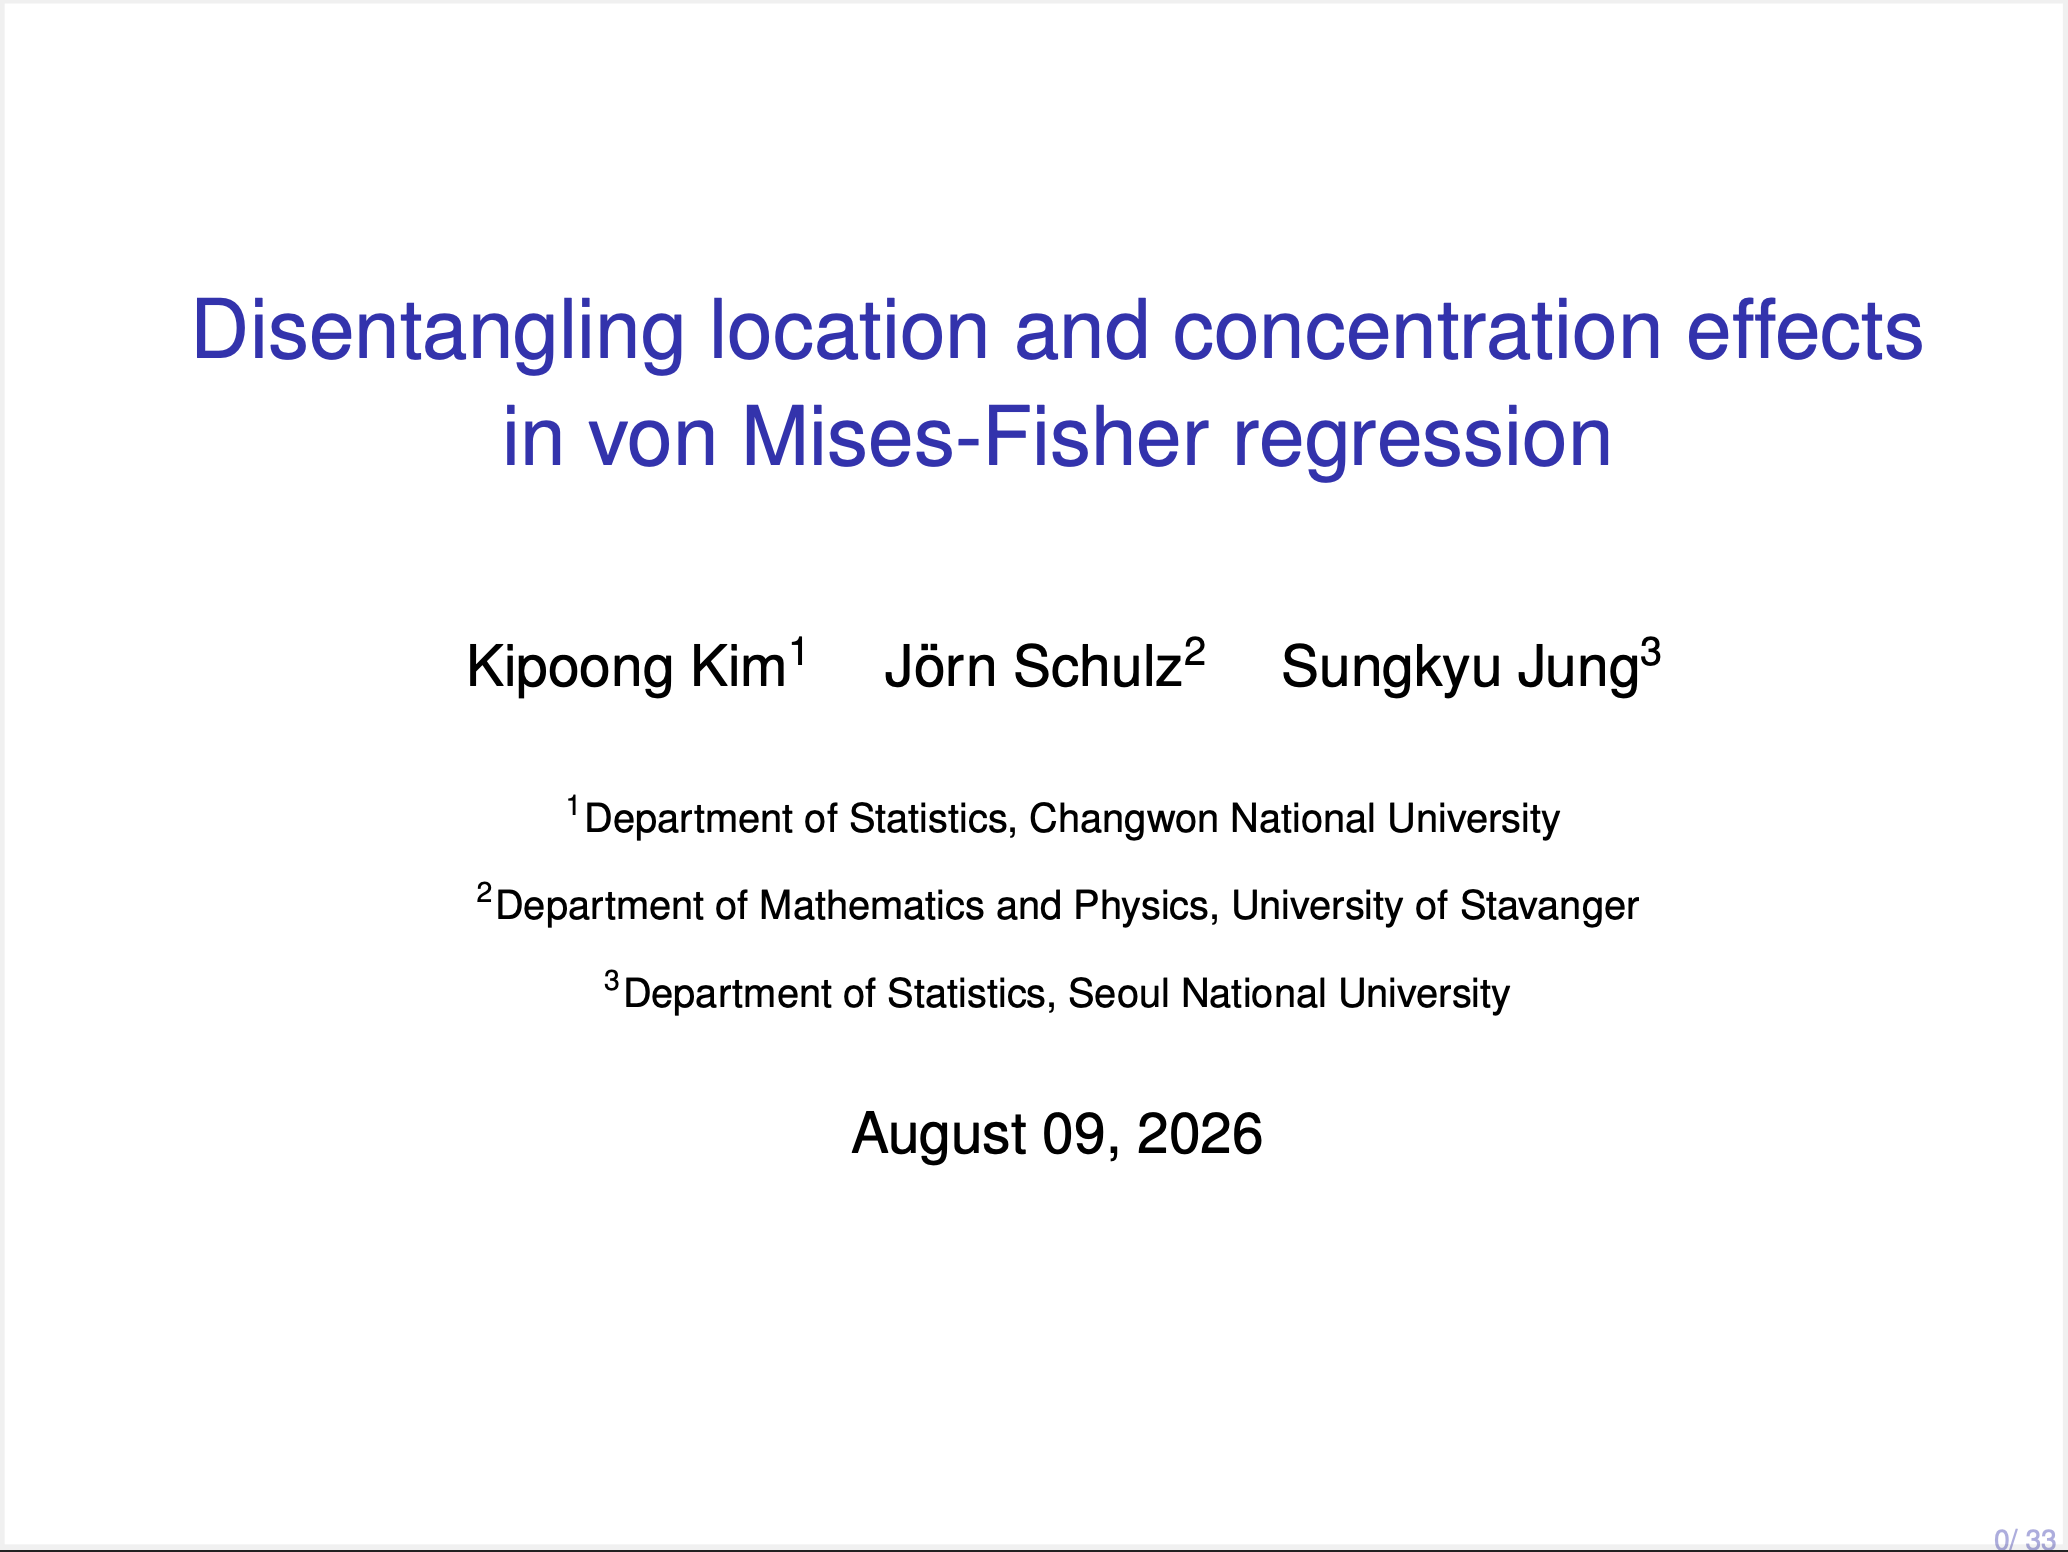 Disentangling location and concentration effects
in von Mises-Fisher regression
Kipoong Kim¹ Jörn Schulz² Sungkyu Jung³
¹Department of Statistics, Changwon National University
²Department of Mathematics and Physics, University of Stavanger
³Department of Statistics, Seoul National University
August 09, 2026
0/ 33